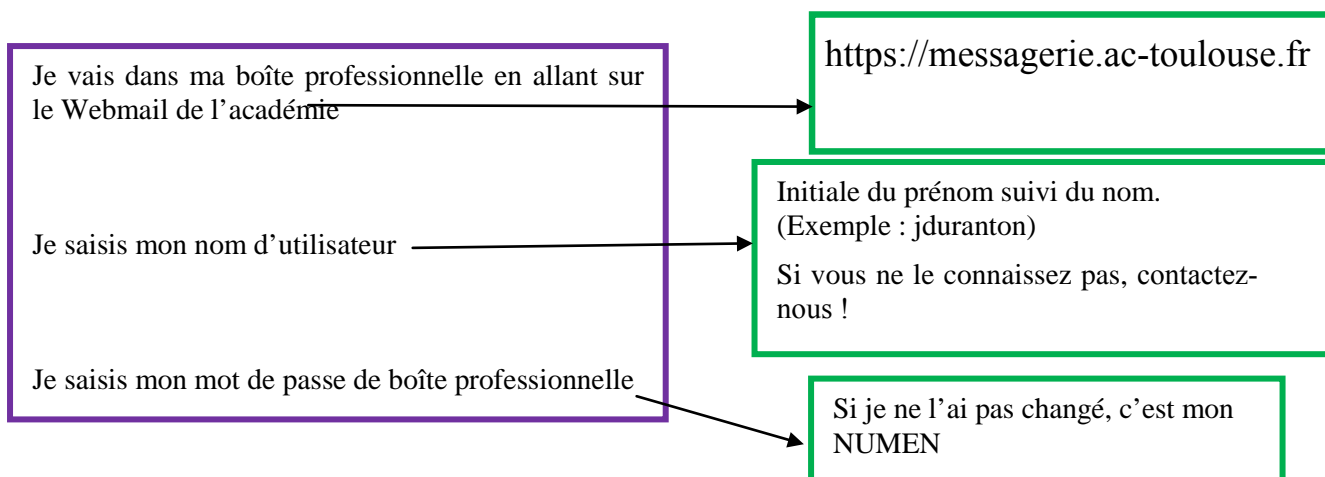 Je vais dans ma boîte professionnelle en allant sur
le Webmail de l'académie
https://messagerie.ac-toulouse.fr
Je saisis mon nom d'utilisateur
Initiale du prénom suivi du nom.
(Exemple : jduranton)
Si vous ne le connaissez pas, contactez-
nous !
Je saisis mon mot de passe de boîte professionnelle
Si je ne l'ai pas changé, c'est mon
NUMEN